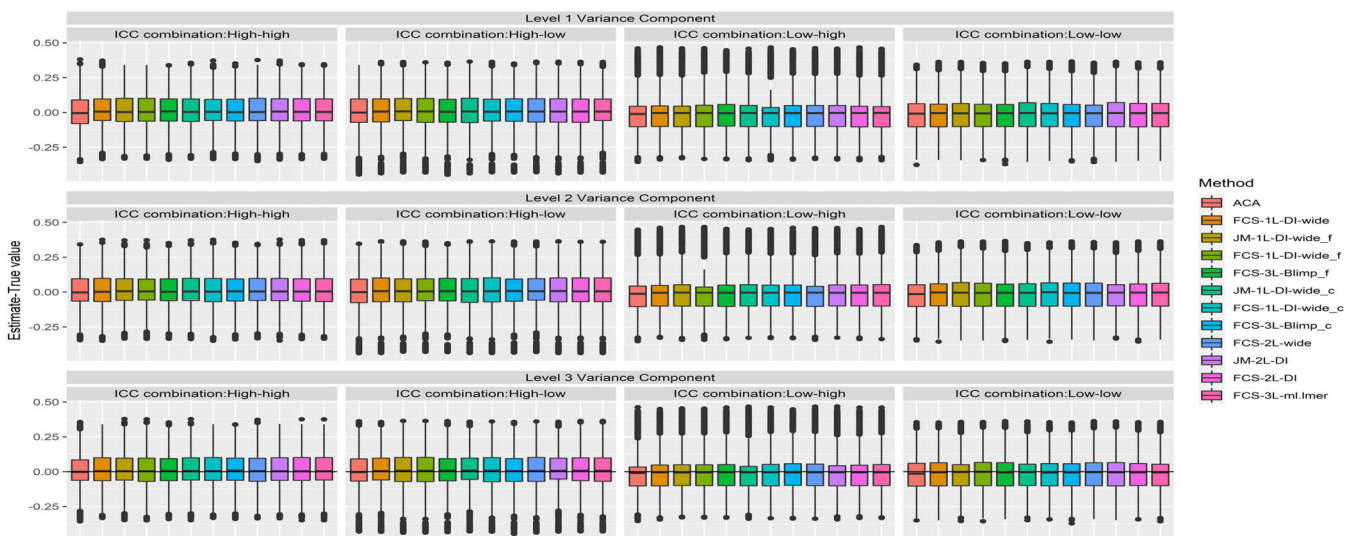 Level 1 Variance Component
ICC combination:High-high
ICC combination:High-low
ICC combination:Low-high
ICC combination:Low-low
0.50
0.25
0.00
-0.25
Level 2 Variance Component
ICC combination:High-high
ICC combination:High-low
ICC combination:Low-high
ICC combination:Low-low
0.50
0.25
0.00
-0.25
Level 3 Variance Component
ICC combination:High-high
ICC combination:High-low
ICC combination:Low-high
ICC combination:Low-low
0.50
0.25
0.00
-0.25
Estimate-True value
Method
ACA
FCS-1L-DI-wide
JM-1L-DI-wide_f
FCS-1L-DI-wide_f
FCS-3L-Blimp_f
JM-1L-DI-wide_c
FCS-1L-DI-wide_c
FCS-3L-Blimp_c
FCS-2L-wide
JM-2L-DI
FCS-2L-DI
FCS-3L-ml.lmer